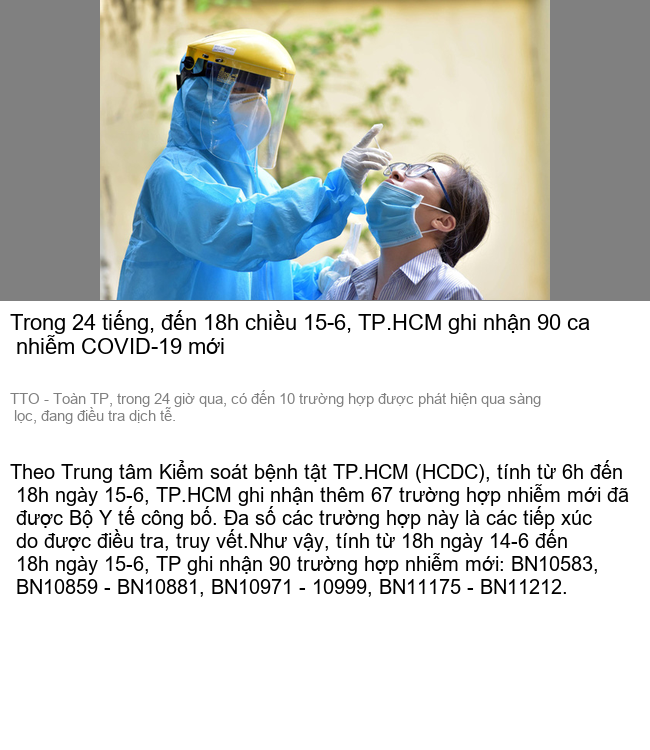 Trong 24 tiếng, đến 18h chiều 15-6, TP.HCM ghi nhận 90 ca
nhiễm COVID-19 mới
TTO - Toàn TP, trong 24 giờ qua, có đến 10 trường hợp được phát hiện qua sàng
lọc, đang điều tra dịch tễ.
Theo Trung tâm Kiểm soát bệnh tật TP.HCM (HCDC), tính từ 6h đến
18h ngày 15-6, TP.HCM ghi nhận thêm 67 trường hợp nhiễm mới đã
được Bộ Y tế công bố. Đa số các trường hợp này là các tiếp xúc
do được điều tra, truy vết.Như vậy, tính từ 18h ngày 14-6 đến
18h ngày 15-6, TP ghi nhận 90 trường hợp nhiễm mới: BN10583,
BN10859 - BN10881, BN10971 - 10999, BN11175 - BN11212.